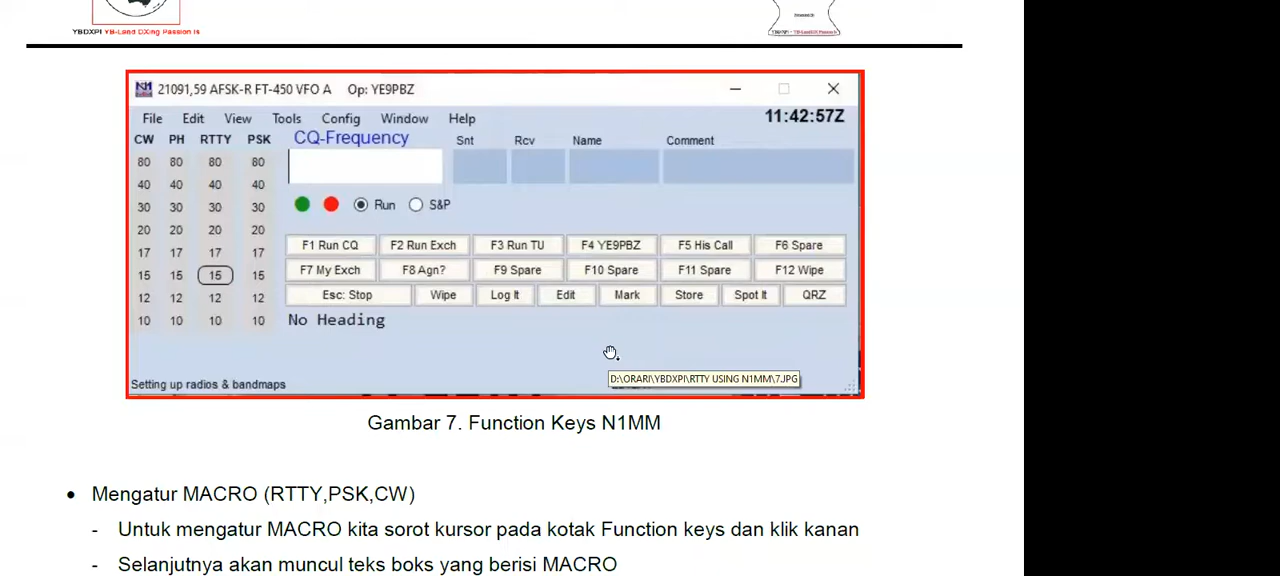 YBDXPI YB-Land DXing Passion Is
21091,59 AFSK-R FT-450 VFO A Op: YE9PBZ
File Edit View Tools Config Window Help 11:42:57Z
CW PH RTTY PSK CQ-Frequency Snt Rcv Name Comment
80 80 80 80
40 40 40 40
30 30 30 30 Run S&P
20 20 20 20
17 17 17 17
15 15 15 15
12 12 12 12
10 10 10 10
F1 Run CQ F2 Run Exch F3 Run TU F4 YE9PBZ F5 His Call F6 Spare
F7 My Exch F8 Agn? F9 Spare F10 Spare F11 Spare F12 Wipe
Esc: Stop Wipe Log It Edit Mark Store Spot It QRZ
No Heading
D:\ORARI\YBDXPI\RTTY USING N1MM\7.JPG
Setting up radios & bandmaps
Gambar 7. Function Keys N1MM
• Mengatur MACRO (RTTY,PSK,CW)
- Untuk mengatur MACRO kita sorot kursor pada kotak Function keys dan klik kanan
- Selanjutnya akan muncul teks boks yang berisi MACRO